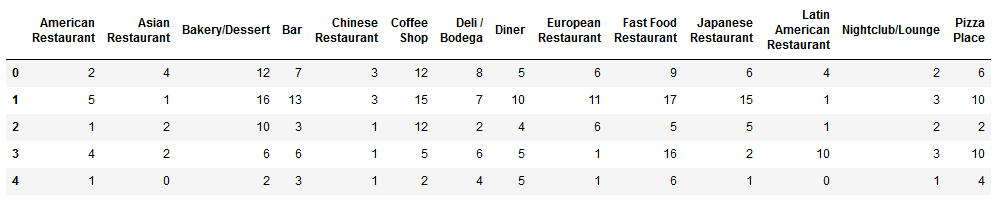 American Restaurant Asian Restaurant Bakery/Dessert Bar Chinese Restaurant Coffee Shop Deli / Bodega Diner European Restaurant Fast Food Restaurant Japanese Restaurant Latin American Restaurant Nightclub/Lounge Pizza Place
0 2 4 12 7 3 12 8 5 6 9 6 4 2 6
1 5 1 16 13 3 15 7 10 11 17 15 1 3 10
2 1 2 10 3 1 12 2 4 6 5 5 1 2 2
3 4 2 6 6 1 5 6 5 1 16 2 10 3 10
4 1 0 2 3 1 2 4 5 1 6 1 0 1 4